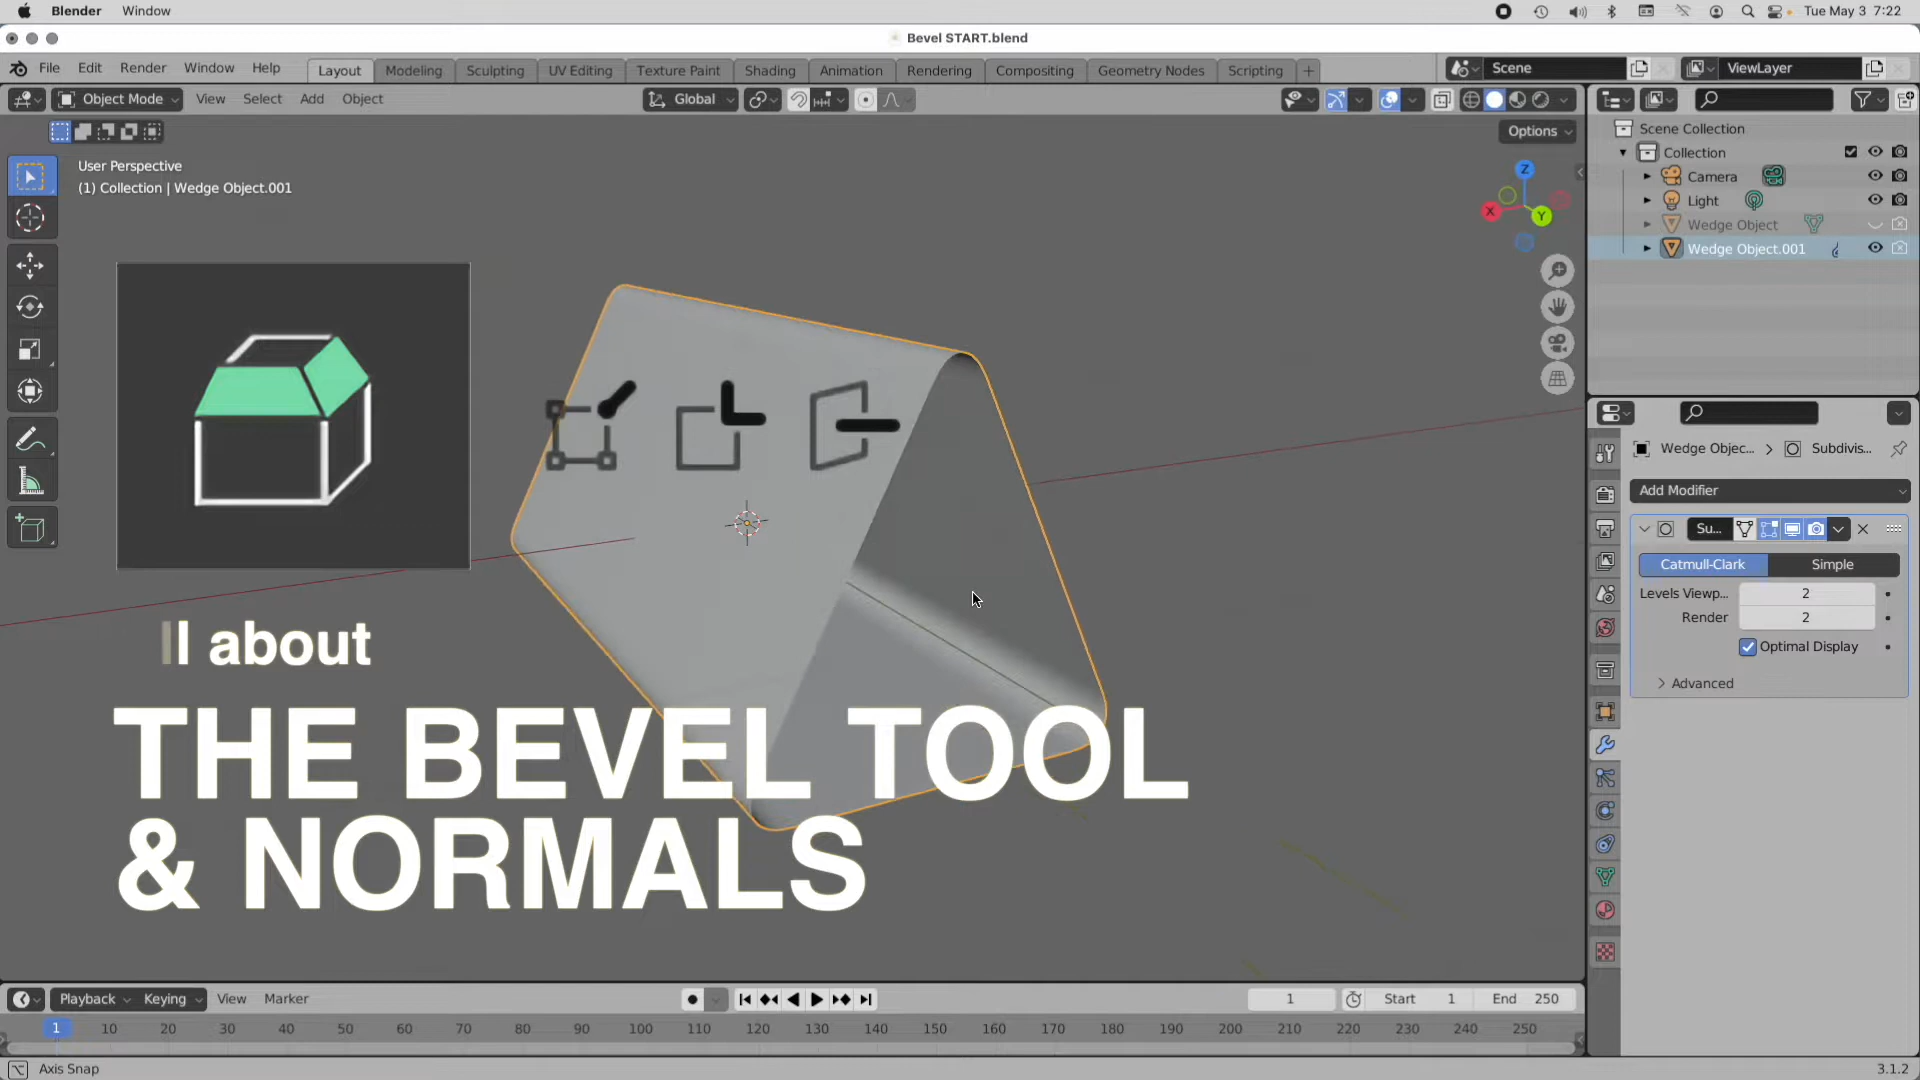 Blender Window Tue May 3 7:22
Bevel START.blend
File Edit Render Window Help Layout Modeling Sculpting UV Editing Texture Paint Shading Animation Rendering Compositing Geometry Nodes Scripting + Scene ViewLayer
Object Mode View Select Add Object Global
Options
User Perspective
(1) Collection | Wedge Object.001
Z
X
Y
Scene Collection
Collection
Camera
Light
Wedge Object
Wedge Object.001
Wedge Objec... > Subdivis...
Add Modifier
Su...
Catmull-Clark Simple
Levels Viewp... 2
Render 2
Optimal Display
Advanced
ll about
THE BEVEL TOOL
& NORMALS
Playback Keying View Marker 1 Start 1 End 250
1 10 20 30 40 50 60 70 80 90 100 110 120 130 140 150 160 170 180 190 200 210 220 230 240 250
Axis Snap 3.1.2